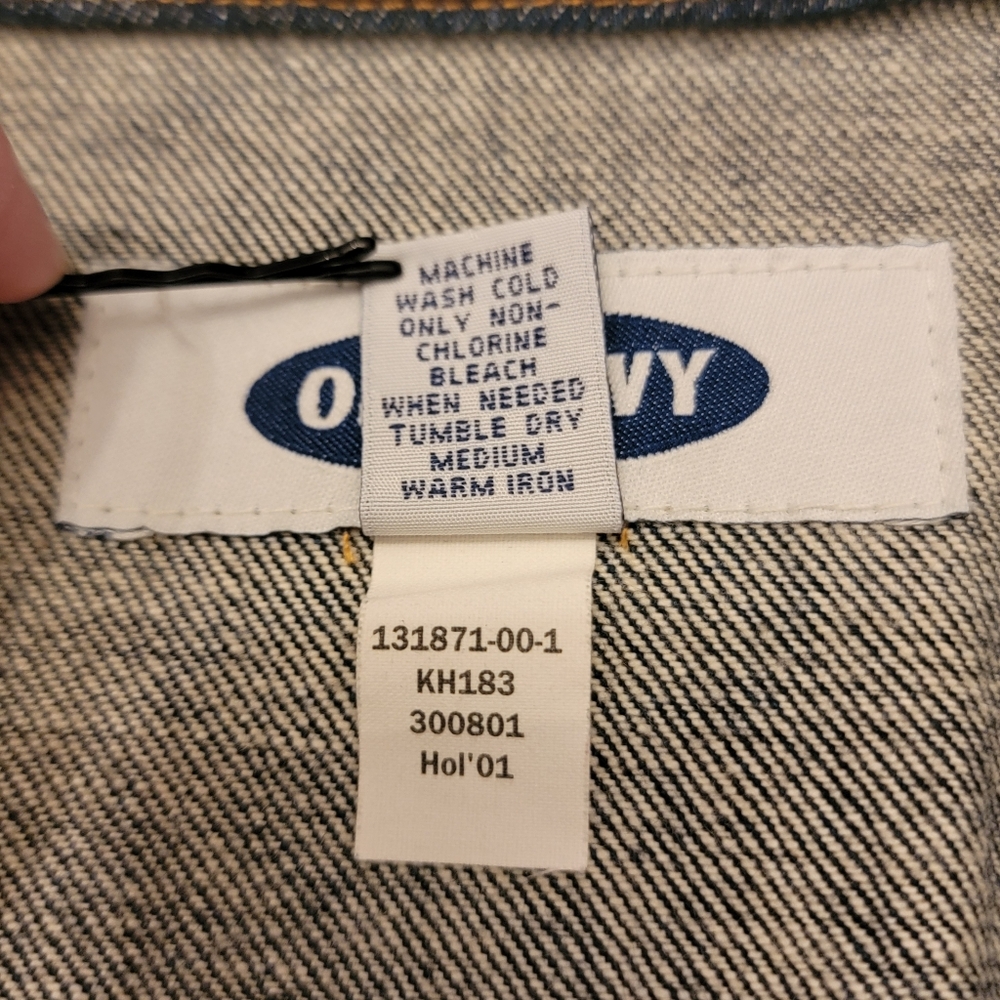 MACHINE
WASH COLD
ONLY NON-
CHLORINE
BLEACH
WHEN NEEDED
TUMBLE DRY
MEDIUM
WARM IRON
O
VY
131871-00-1
KH183
300801
Hol'01